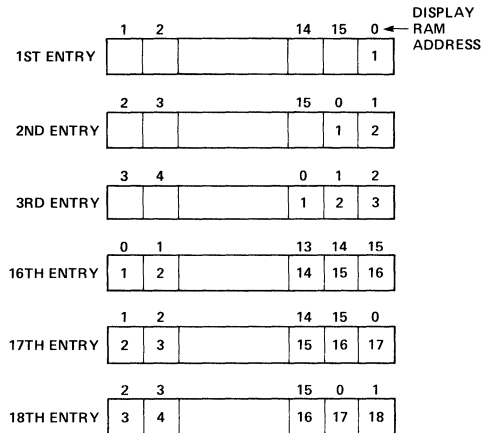 DISPLAY
1 2 14 15 0 RAM
ADDRESS
1ST ENTRY 1
2 3 15 0 1
2ND ENTRY 1 2
3 4 0 1 2
3RD ENTRY 1 2 3
0 1 13 14 15
16TH ENTRY 1 2 14 15 16
1 2 14 15 0
17TH ENTRY 2 3 15 16 17
2 3 15 0 1
18TH ENTRY 3 4 16 17 18